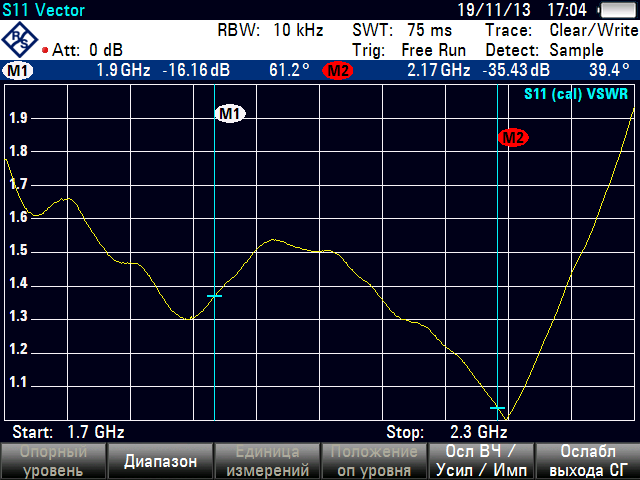 S11 Vector 19/11/13 17:04
RBW: 10 kHz SWT: 75 ms Trace: Clear/Write
Att: 0 dB Trig: Free Run Detect: Sample
R&S
M1 1.9 GHz -16.16 dB 61.2 ° M2 2.17 GHz -35.43 dB 39.4 °
S11 (cal) VSWR
M1
M2
1.9
1.7
1.6
1.5
1.4
1.3
1.2
1.1
Start: 1.7 GHz Stop: 2.3 GHz
Опорный уровень
Диапазон
Единица измерений
Положение оп уровня
Осл ВЧ / Усил / Имп
Ослабл выхода СГ